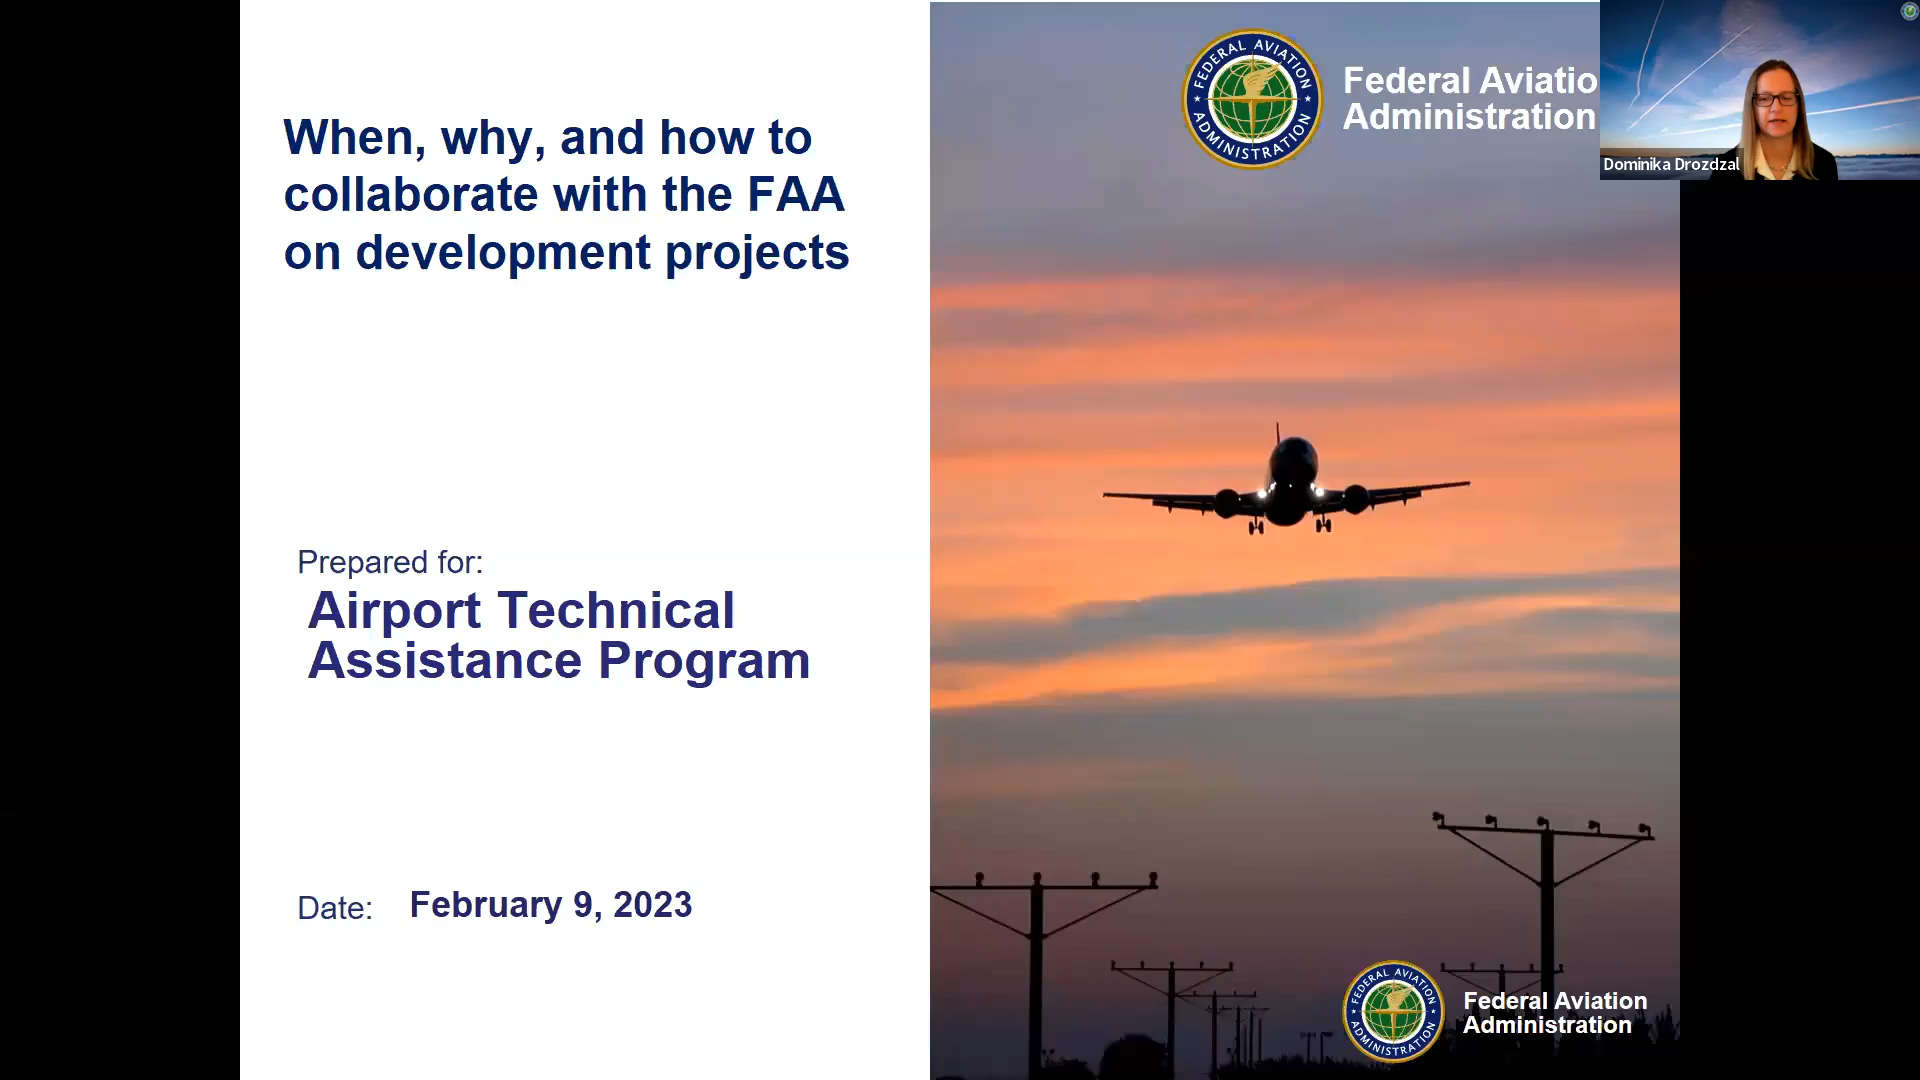 When, why, and how to
collaborate with the FAA
on development projects
Prepared for:
Airport Technical
Assistance Program
Date: February 9, 2023
FEDERAL AVIATION
ADMINISTRATION
Federal Aviatio
Administration
Dominika Drozdzal
FEDERAL AVIATION
ADMINISTRATION
Federal Aviation
Administration